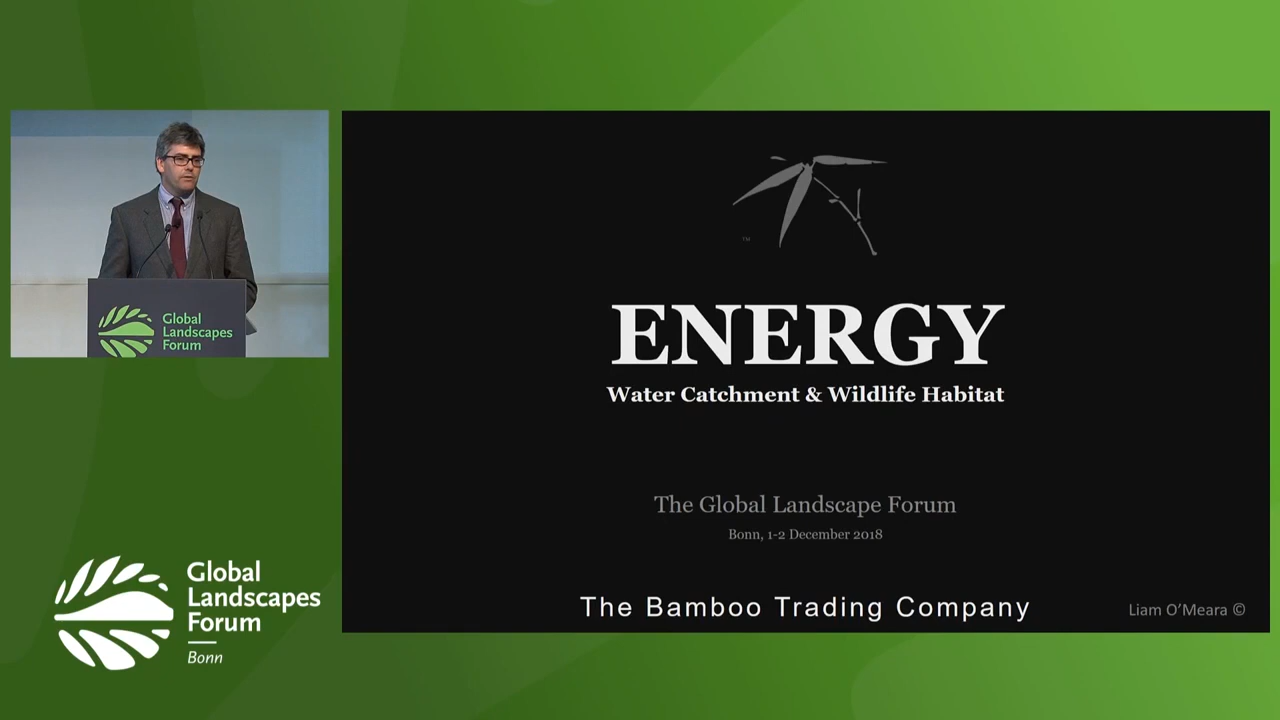 Global
Landscapes
Forum
TM
ENERGY
Water Catchment & Wildlife Habitat
The Global Landscape Forum
Bonn, 1-2 December 2018
The Bamboo Trading Company
Liam O’Meara ©
Global
Landscapes
Forum
Bonn